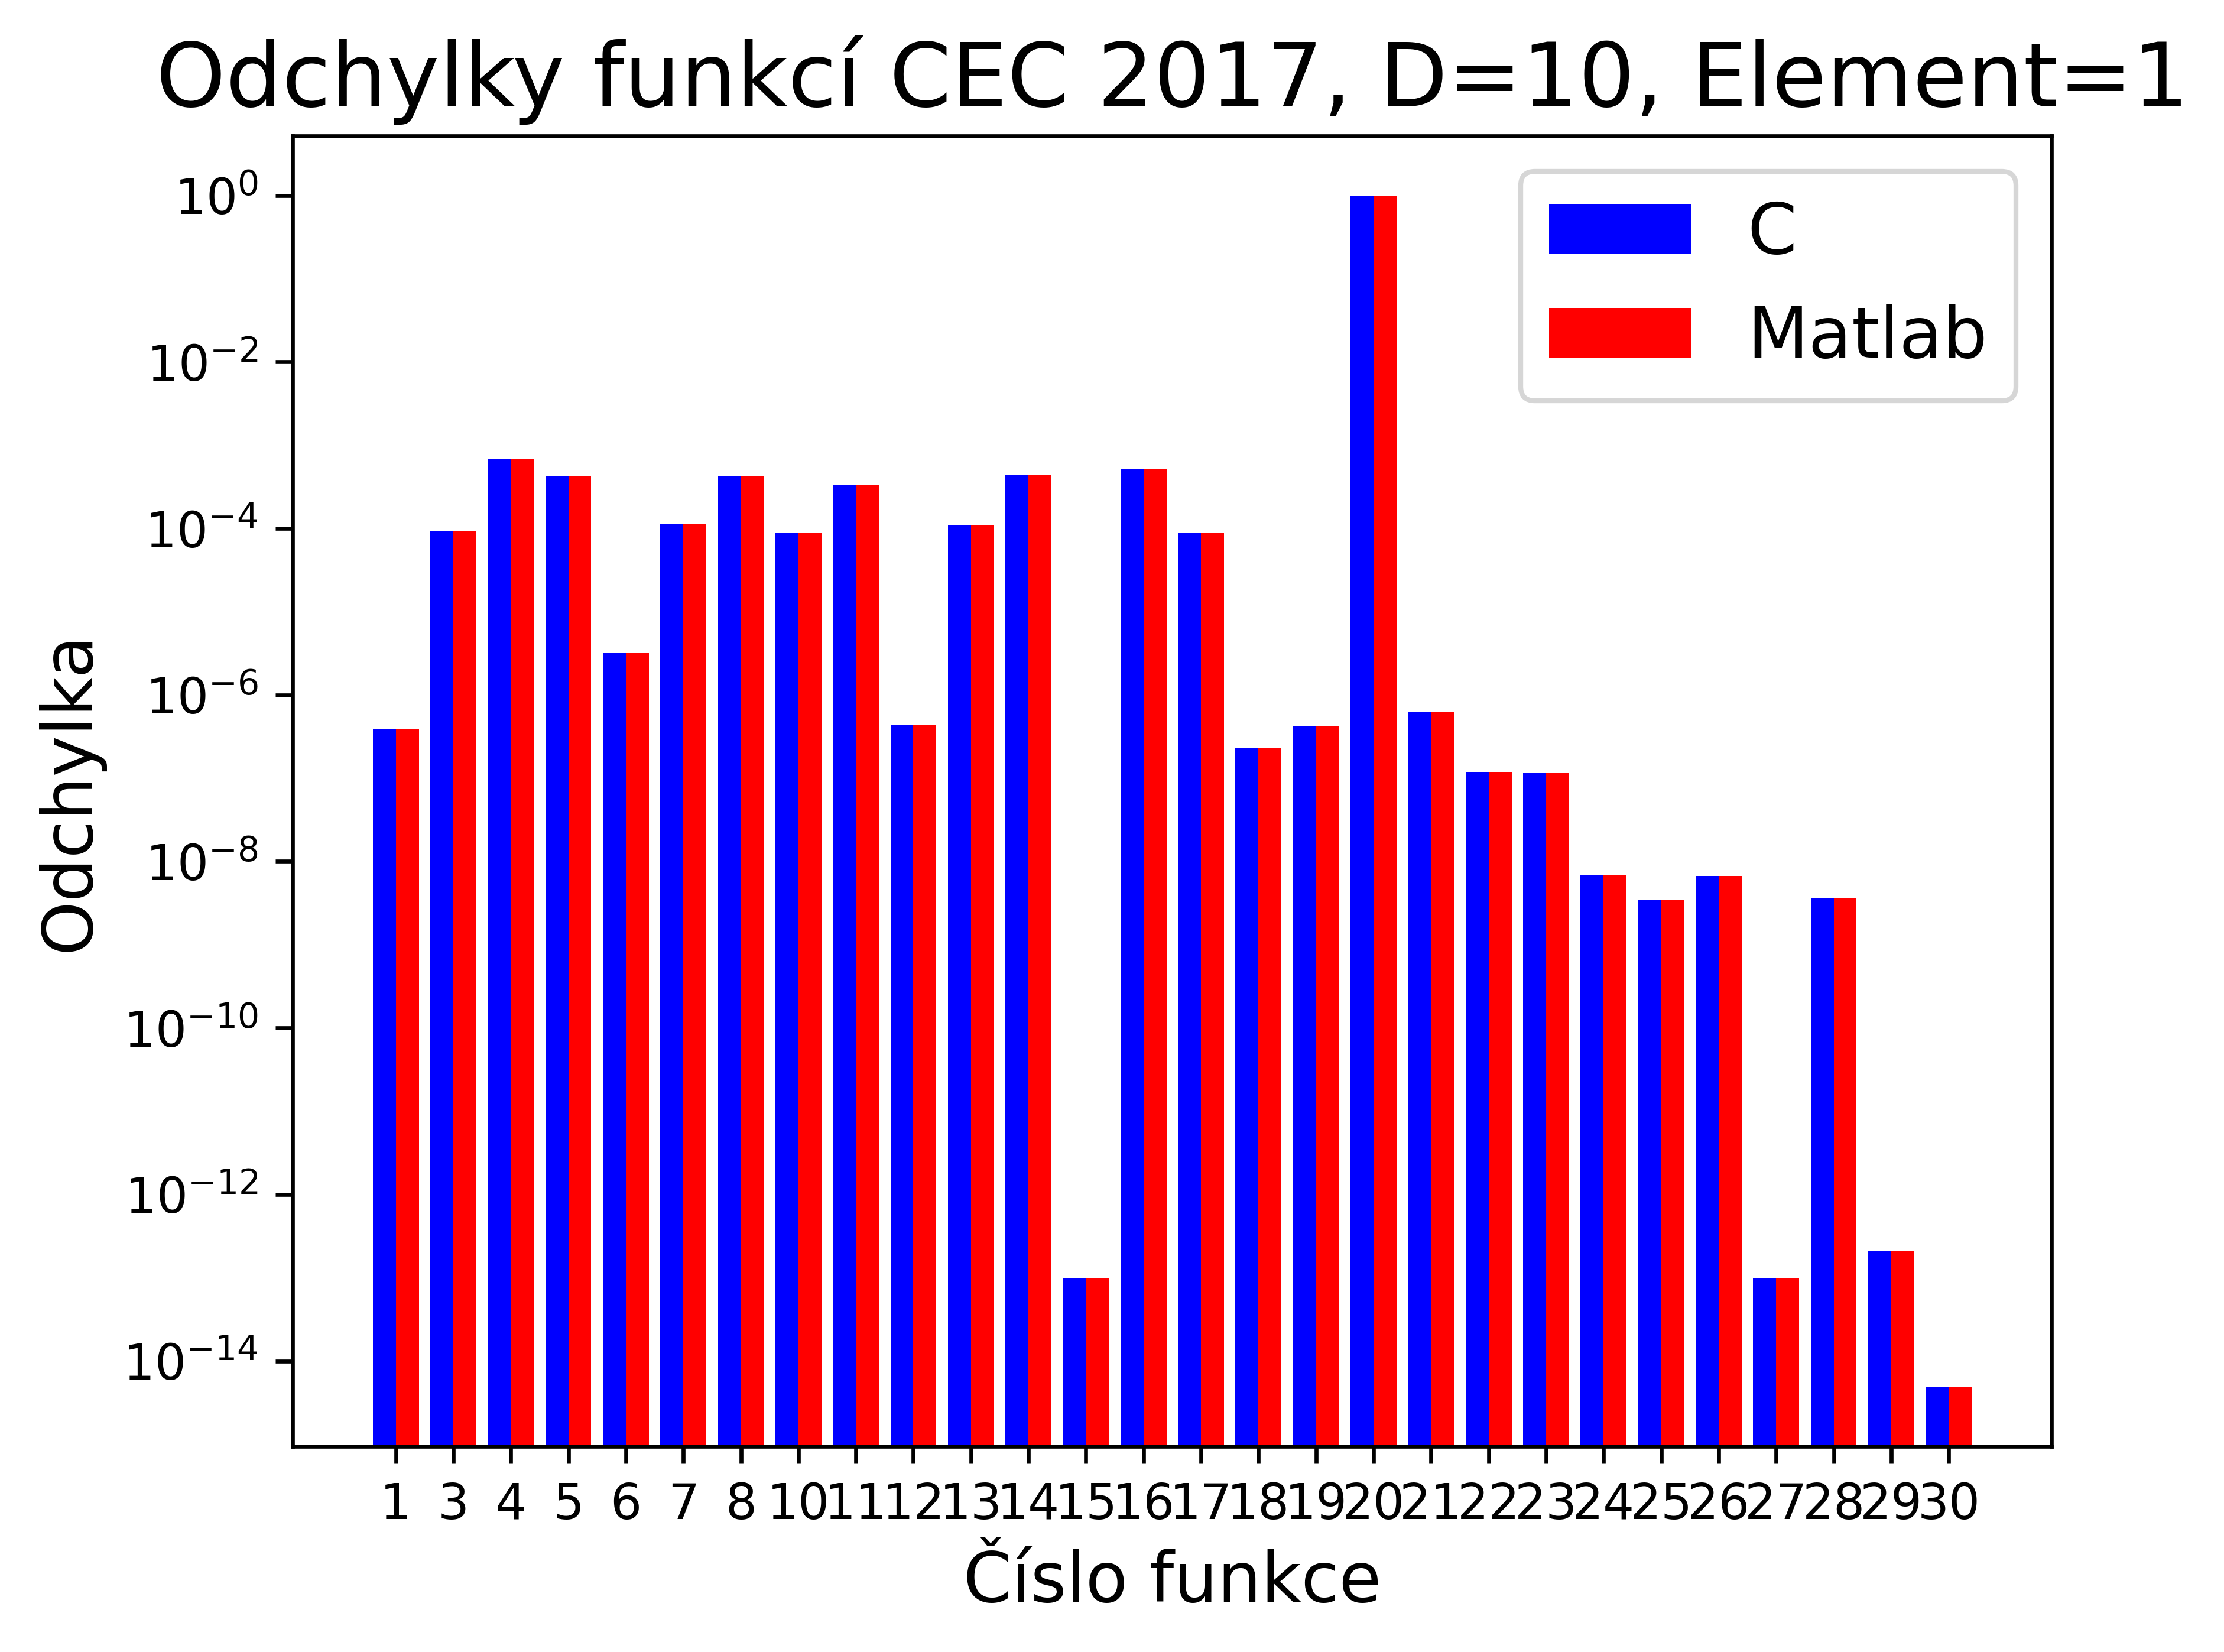 Odchylky funkcí CEC 2017, D=10, Element=1
C
Matlab
10⁰
10⁻²
10⁻⁴
10⁻⁶
10⁻⁸
10⁻¹⁰
10⁻¹²
10⁻¹⁴
Odchylka
1 3 4 5 6 7 8 10 11 12 13 14 15 16 17 18 19 20 21 22 23 24 25 26 27 28 29 30
Číslo funkce